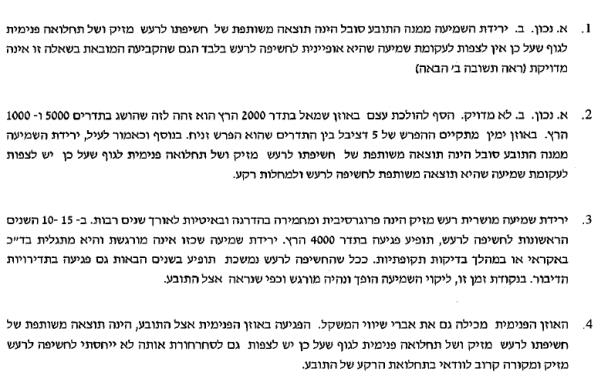 1. א. נכון. ב. ירידת השמיעה ממנה התובע סובל הינה תוצאה משותפת של חשיפתו לרעש מזיק ושל תחלואה פנימית
לגוף שעל כן אין לצפות לעקומת שמיעה שהיא אופיינית לחשיפה לרעש בלבד הגם שהקביעה המובאת בשאלה זו אינה
מדויקת (ראה תשובה ב' הבאה)
2. א. נכון. ב. לא מדויק. הסף להולכת עצם באוזן שמאל בתדר 2000 הרץ הוא זהה לזה שהושג בתדרים 5000 ו- 1000
הרץ. באוזן ימין מתקיים ההפרש של 5 דציבל בין התדרים שהוא הפרש זניח. בנוסף וכאמור לעיל, ירידת השמיעה
ממנה התובע סובל הינה תוצאה משותפת של חשיפתו לרעש מזיק ושל תחלואה פנימית לגוף שעל כן יש לצפות
לעקומת שמיעה שהיא תוצאה משותפת לחשיפה לרעש ולמחלות רקע.
3. ירידת שמיעה מושרית רעש מזיק הינה פרוגרסיבית ומחמירה בהדרגה ובאיטיות לאורך שנים רבות. ב- 15 -10 השנים
הראשונות לחשיפה לרעש, תופיע פגיעה בתדר 4000 הרץ. ירידת שמיעה שכזו אינה מורגשת והיא מתגלית בד"כ
באקראי או במהלך בדיקות תקופתיות. ככל שהחשיפה לרעש נמשכת תופיע בשנים הבאות גם פגיעה בתדירויות
הדיבור. בנקודת זמן זו, ליקוי השמיעה הופך ונהיה מורגש וכפי שנראה אצל התובע.
4. האוזן הפנימית מכילה גם את אברי שיווי המשקל. הפגיעה באוזן הפנימית אצל התובע, הינה תוצאה משותפת של
חשיפתו לרעש מזיק ושל תחלואה פנימית לגוף שעל כן יש לצפות גם לסחרחורת אותה לא ייחסתי לחשיפה לרעש
מזיק ומקורה קרוב לוודאי בתחלואת הרקע של התובע.